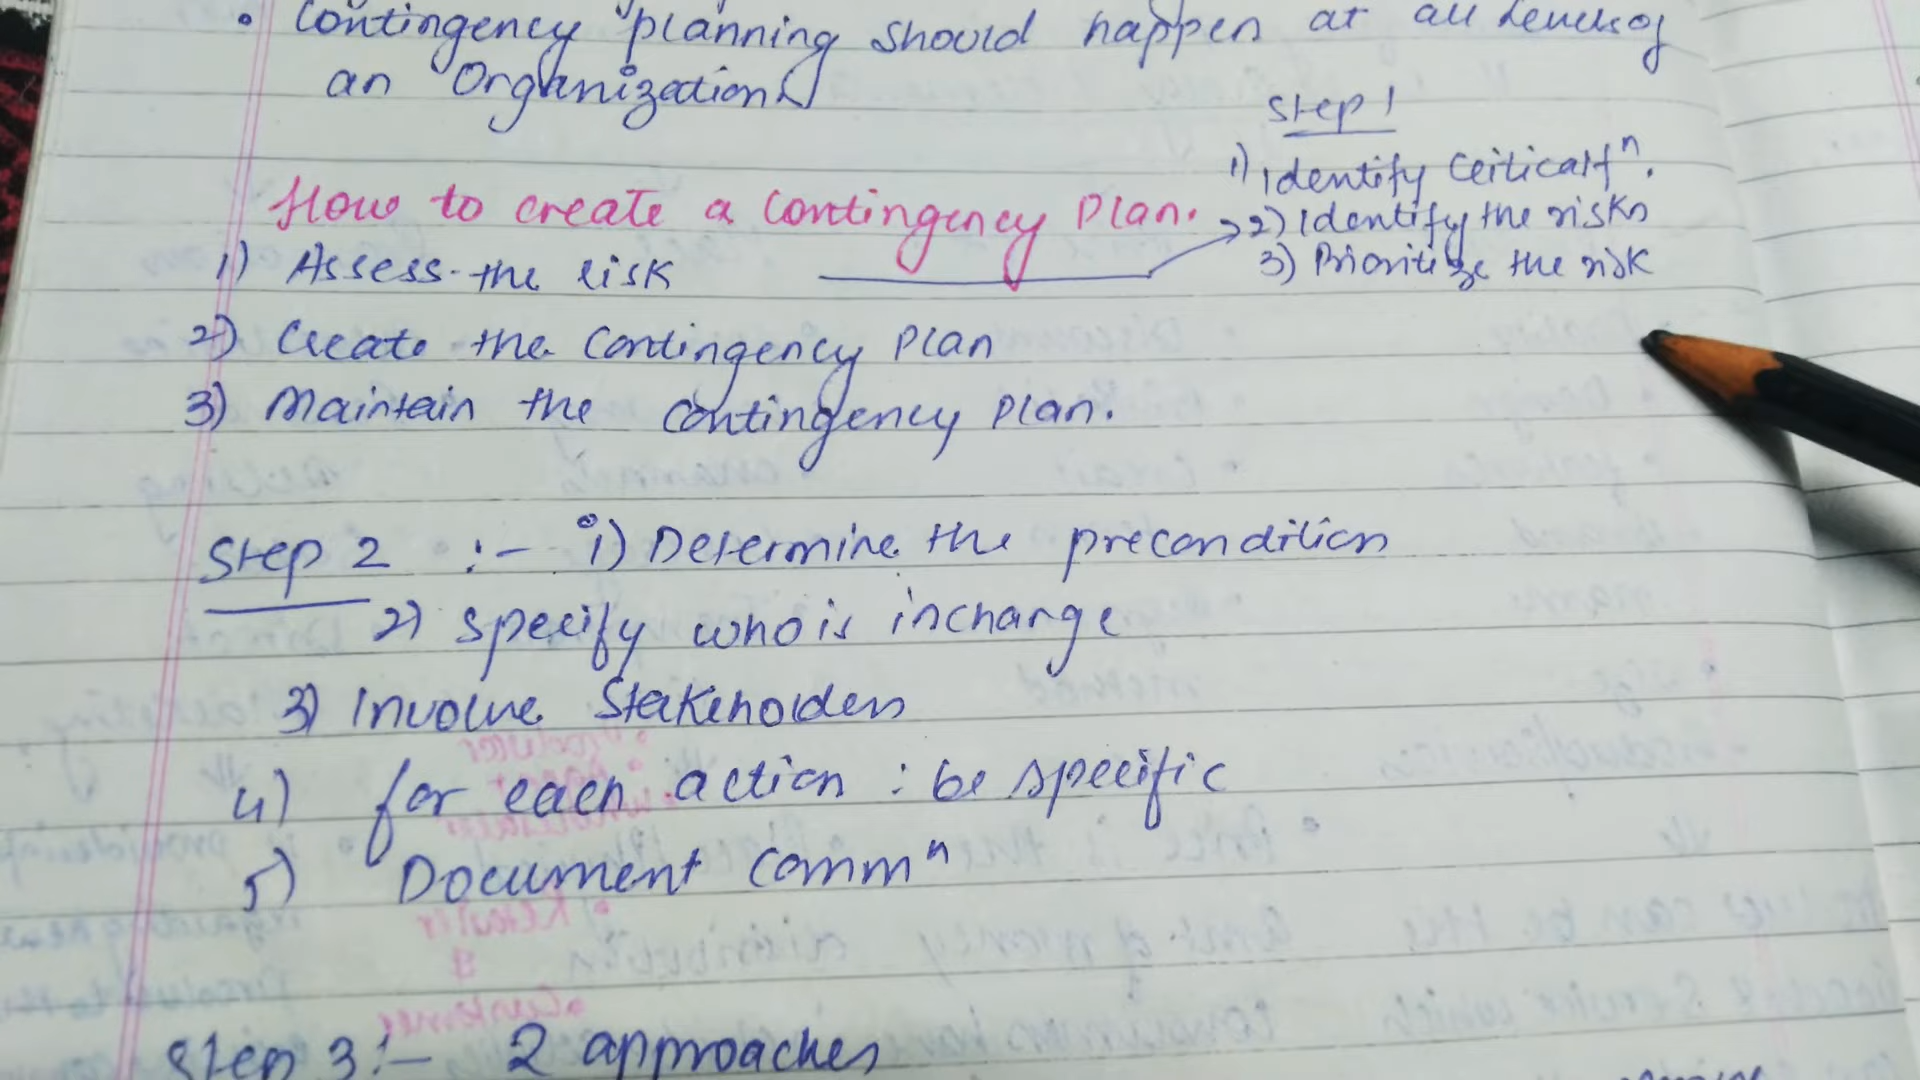 • Contingency planning should happen at all levels of
an Organization
How to create a Contingency Plan.
1) Assess the risk
2) Create the Contingency Plan
3) Maintain the Contingency Plan.
Step 1
1) Identify Critical fⁿ.
2) Identify the risks
3) Prioritize the risk
Step 2 :- 1) Determine the precondition
2) Specify who is incharge
3) Involve Stakeholders
4) for each action : be specific
5) Document Commⁿ
Step 3:- 2 approaches